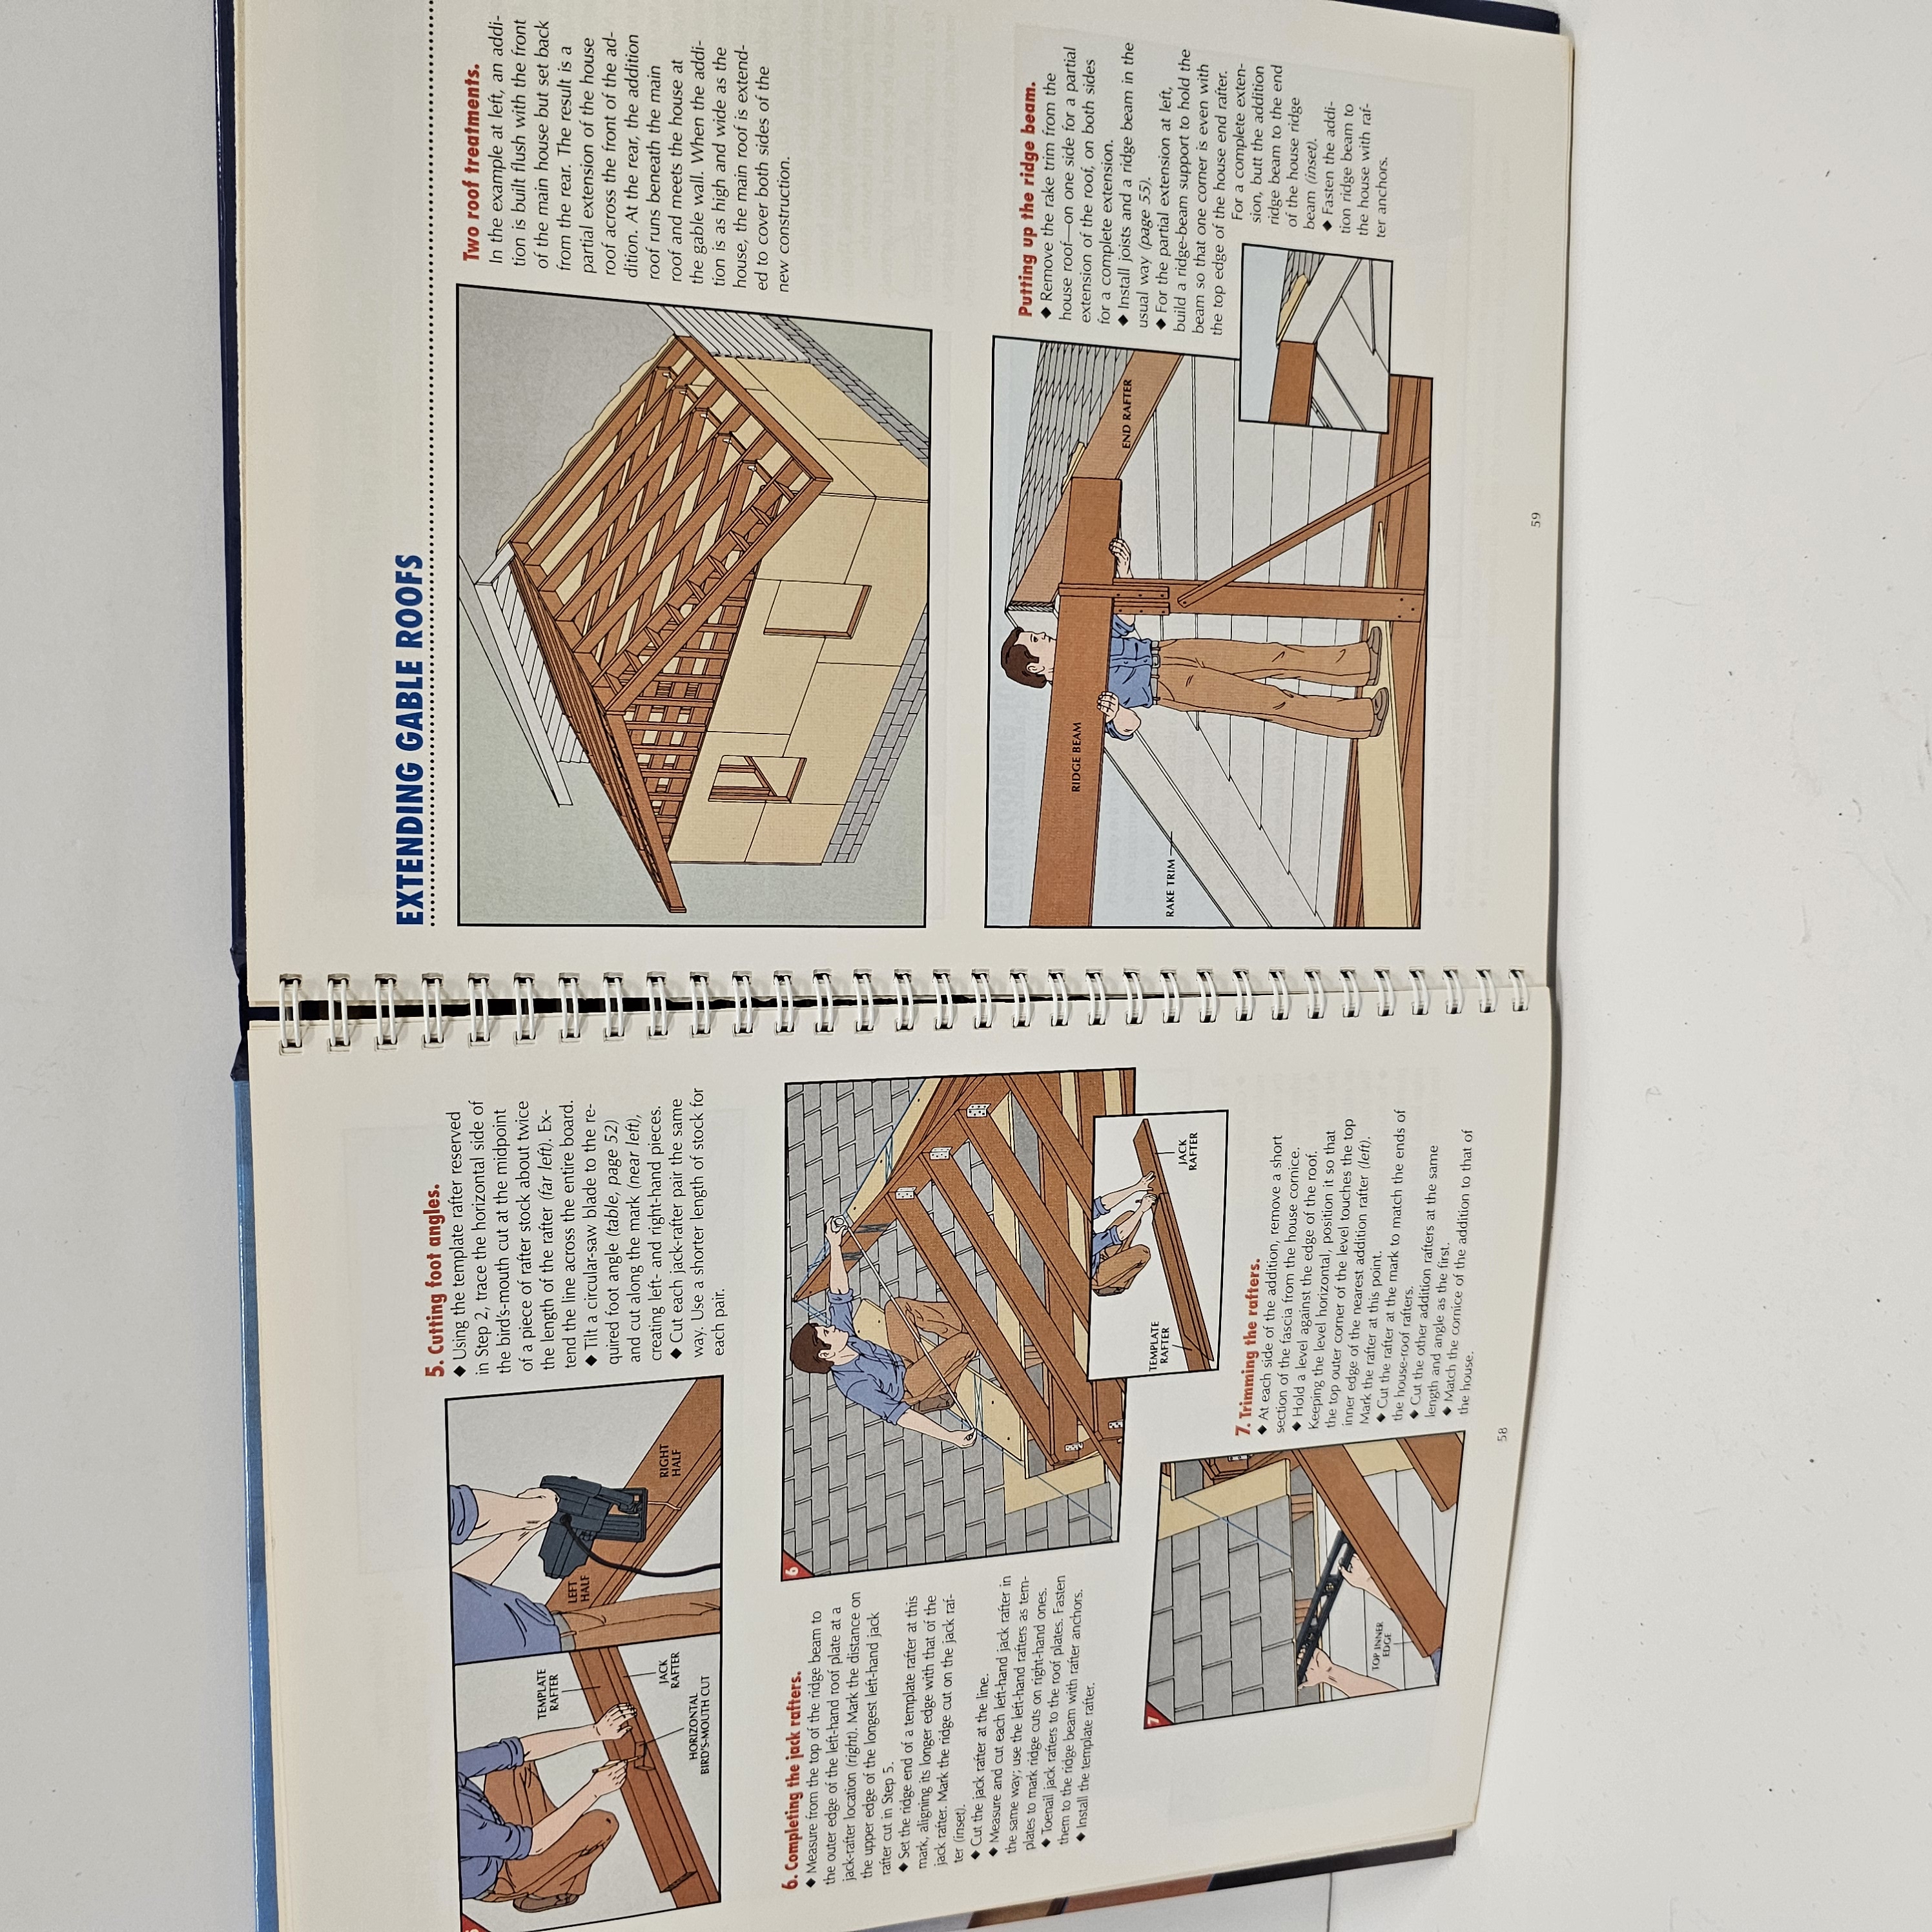 5. Cutting foot angles.
◆ Using the template rafter reserved
in Step 2, trace the horizontal side of
the bird's-mouth cut at the midpoint
of a piece of rafter stock about twice
the length of the rafter (far left). Ex-
tend the line across the entire board.
◆ Tilt a circular-saw blade to the re-
quired foot angle (table, page 52)
and cut along the mark (near left),
creating left- and right-hand pieces.
◆ Cut each jack-rafter pair the same
way. Use a shorter length of stock for
each pair.
TEMPLATE
RAFTER
LEFT
HALF
JACK
RAFTER
RIGHT
HALF
HORIZONTAL
BIRD'S-MOUTH CUT
6. Completing the jack rafters.
◆ Measure from the top of the ridge beam to
the outer edge of the left-hand roof plate at a
jack-rafter location (right). Mark the distance on
the upper edge of the longest left-hand jack
rafter cut in Step 5.
◆ Set the ridge end of a template rafter at this
mark, aligning its longer edge with that of the
jack rafter. Mark the ridge cut on the jack raf-
ter (inset).
◆ Cut the jack rafter at the line.
◆ Measure and cut each left-hand jack rafter in
the same way; use the left-hand rafters as tem-
plates to mark ridge cuts on right-hand ones.
◆ Toenail jack rafters to the roof plates. Fasten
them to the ridge beam with rafter anchors.
◆ Install the template rafter.
6
TEMPLATE
RAFTER
JACK
RAFTER
7
TOP INNER
EDGE
7. Trimming the rafters.
◆ At each side of the addition, remove a short
section of the fascia from the house cornice.
◆ Hold a level against the edge of the roof.
Keeping the level horizontal, position it so that
the top outer corner of the level touches the top
inner edge of the nearest addition rafter (left).
Mark the rafter at this point.
◆ Cut the rafter at the mark to match the ends of
the house-roof rafters.
◆ Cut the other addition rafters at the same
length and angle as the first.
◆ Match the cornice of the addition to that of
the house.
58
EXTENDING GABLE ROOFS
Two roof treatments.
In the example at left, an addi-
tion is built flush with the front
of the main house but set back
from the rear. The result is a
partial extension of the house
roof across the front of the ad-
dition. At the rear, the addition
roof runs beneath the main
roof and meets the house at
the gable wall. When the addi-
tion is as high and wide as the
house, the main roof is extend-
ed to cover both sides of the
new construction.
RIDGE BEAM
END RAFTER
RAKE TRIM
Putting up the ridge beam.
◆ Remove the rake trim from the
house roof—on one side for a partial
extension of the roof, on both sides
for a complete extension.
◆ Install joists and a ridge beam in the
usual way (page 55).
◆ For the partial extension at left,
build a ridge-beam support to hold the
beam so that one corner is even with
the top edge of the house end rafter.
For a complete exten-
sion, butt the addition
ridge beam to the end
of the house ridge
beam (inset).
◆ Fasten the addi-
tion ridge beam to
the house with raf-
ter anchors.
59